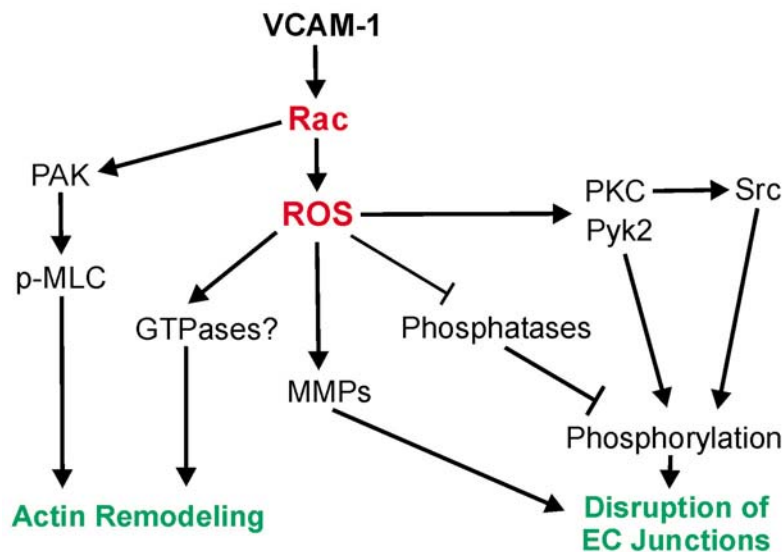 VCAM-1
Rac
PAK
ROS
PKC
Src
Pyk2
p-MLC
GTPases?
Phosphatases
MMPs
Phosphorylation
Actin Remodeling
Disruption of
EC Junctions